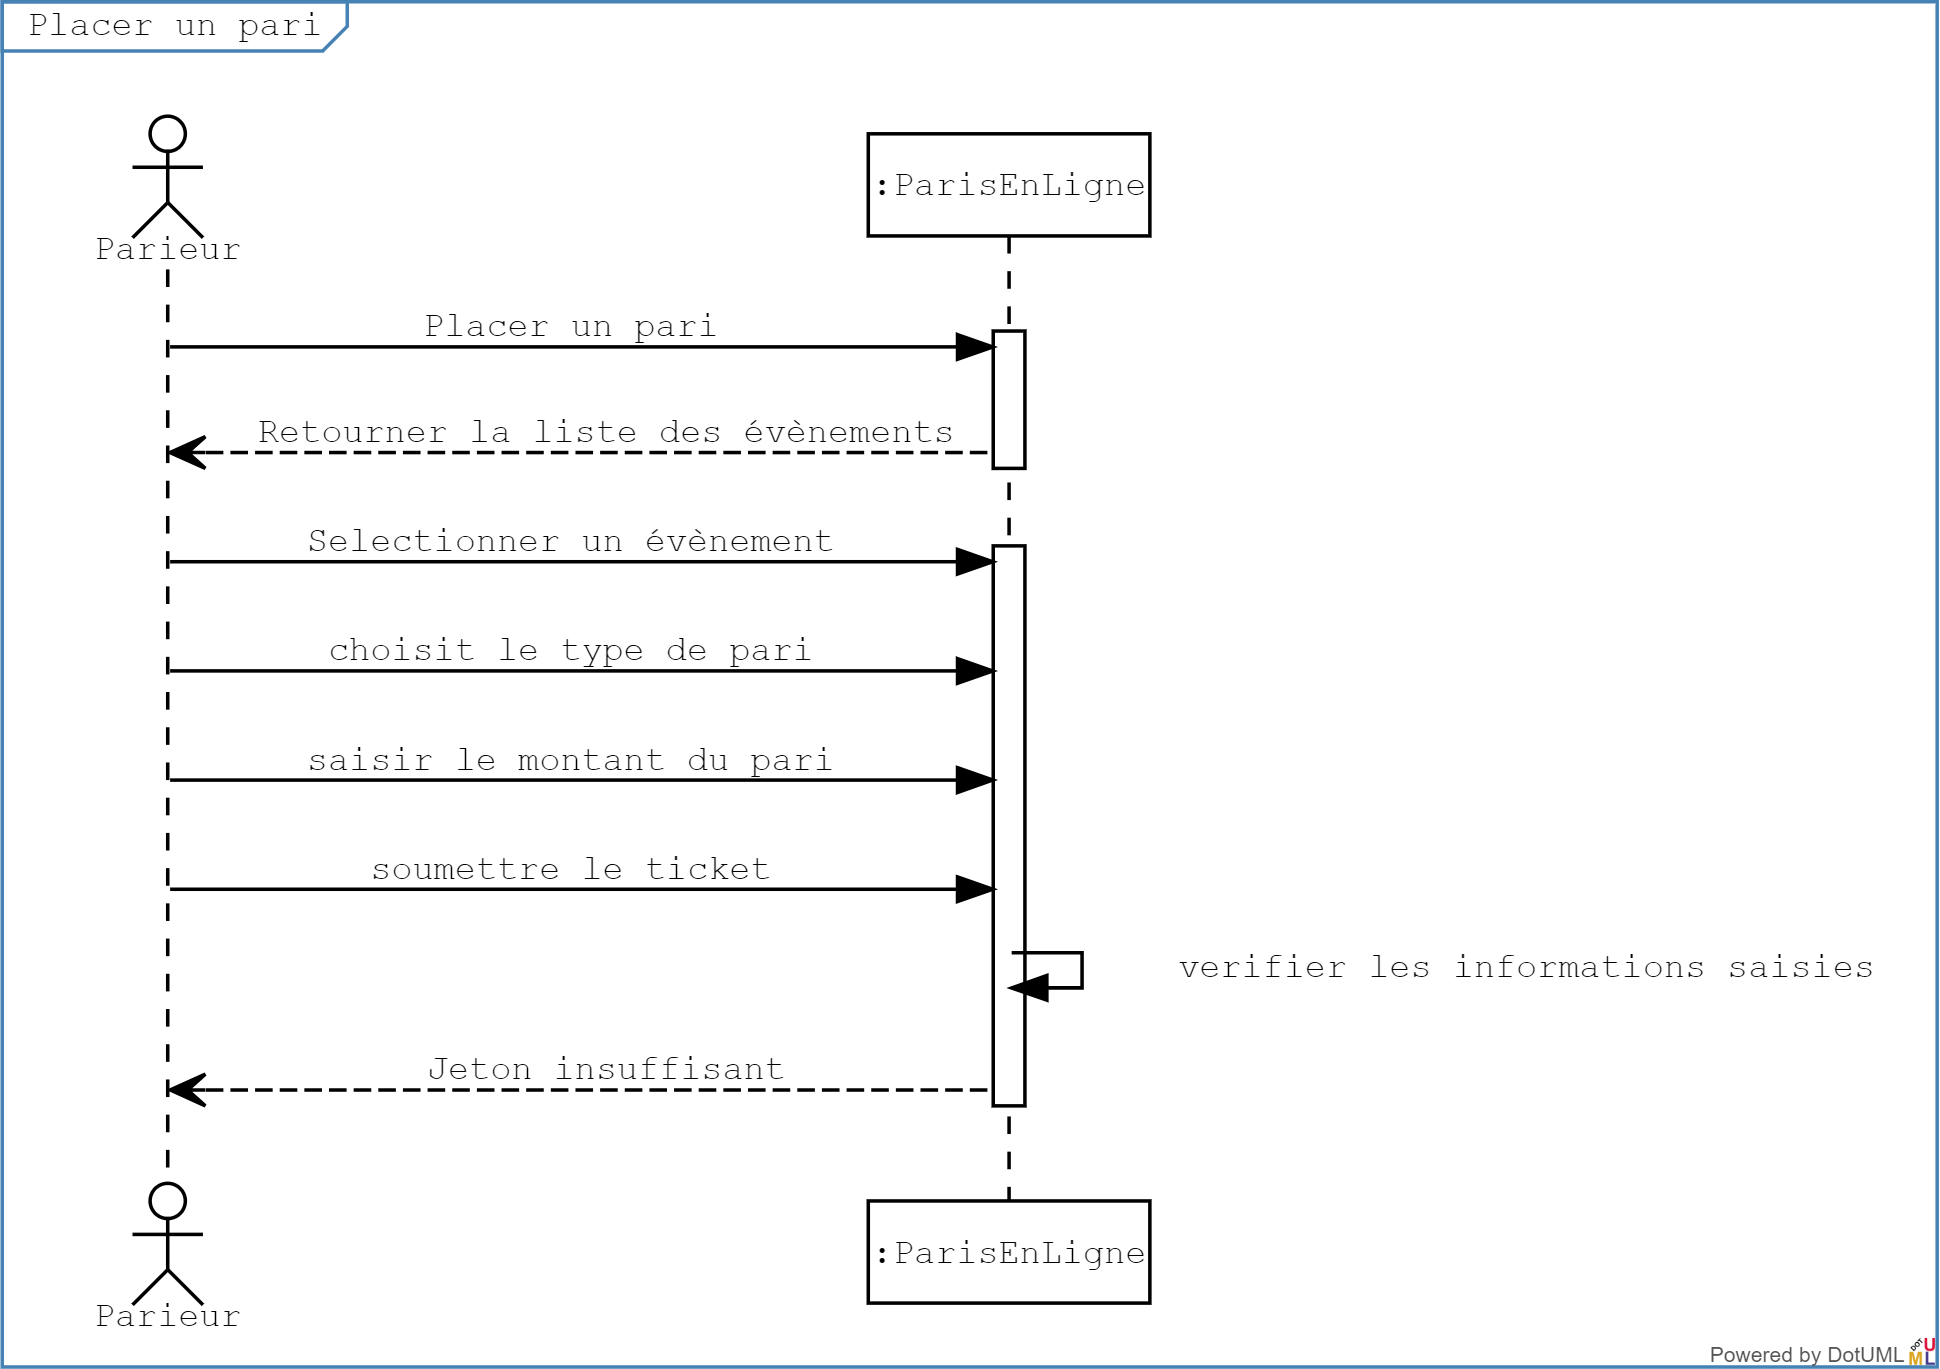 Placer un pari
:ParisEnLigne
Parieur
Placer un pari
Retourner la liste des évènements
Selectionner un évènement
choisit le type de pari
saisir le montant du pari
soumettre le ticket
verifier les informations saisies
Jeton insuffisant
:ParisEnLigne
Parieur
Powered by DotUML
DOT
UML